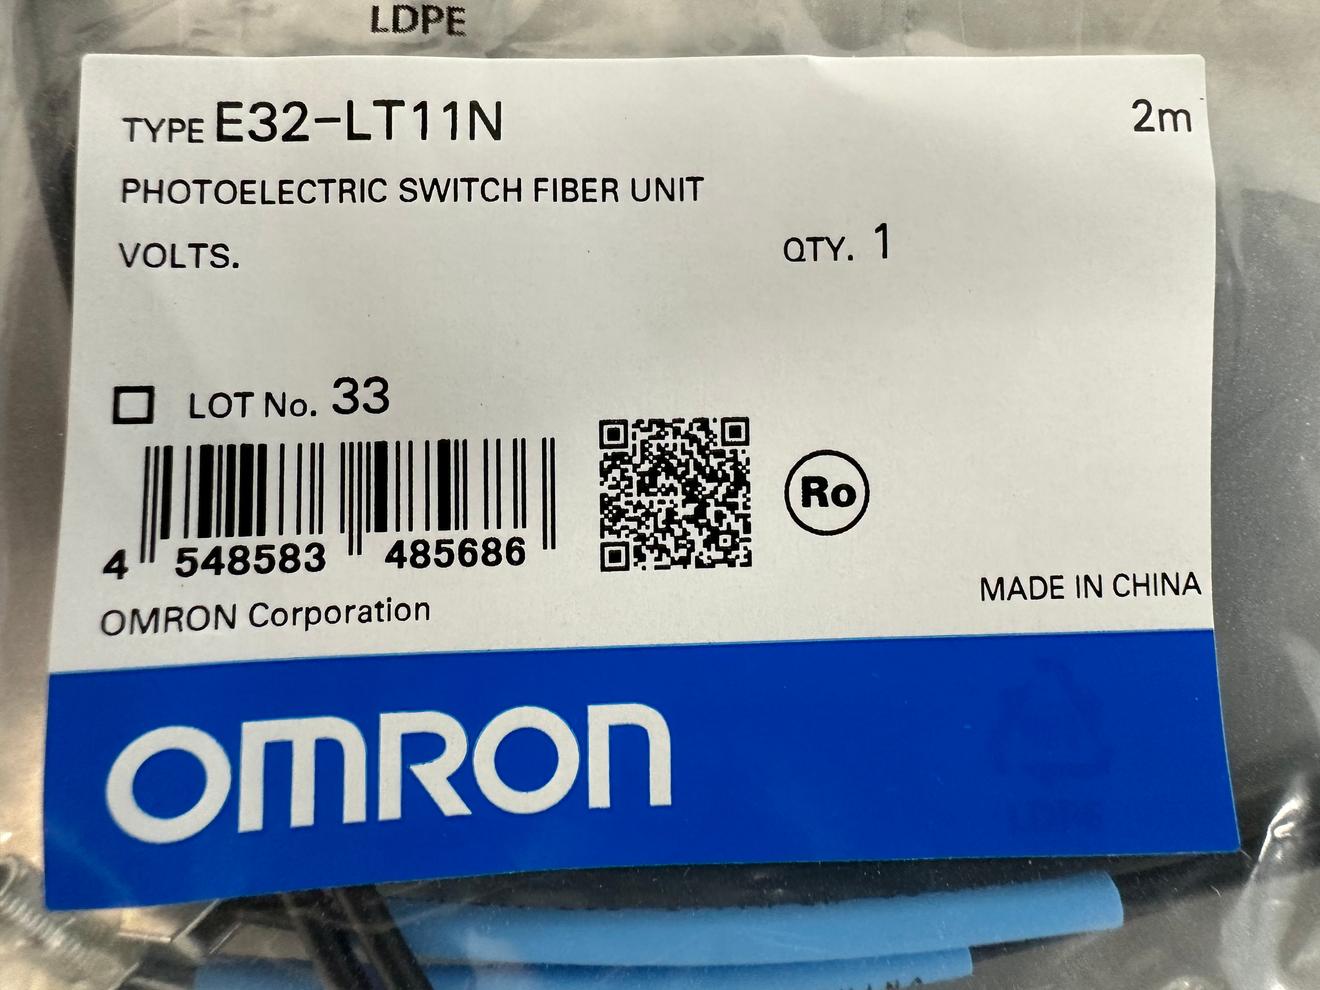 LDPE
TYPE E32-LT11N
2m
PHOTOELECTRIC SWITCH FIBER UNIT
VOLTS.
QTY. 1
LOT No. 33
Ro
4 548583 485686
MADE IN CHINA
OMRON Corporation
OMRON
LDPE